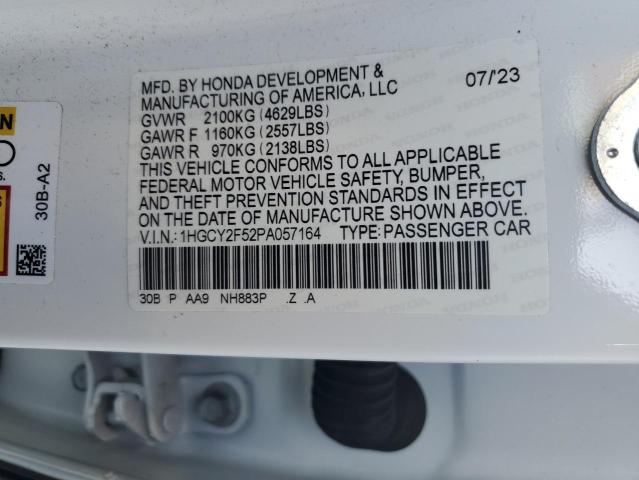 MFD. BY HONDA DEVELOPMENT & 07/'23
MANUFACTURING OF AMERICA, LLC
GVWR 2100KG (4629LBS)
GAWR F 1160KG (2557LBS)
GAWR R 970KG (2138LBS)
THIS VEHICLE CONFORMS TO ALL APPLICABLE
FEDERAL MOTOR VEHICLE SAFETY, BUMPER,
AND THEFT PREVENTION STANDARDS IN EFFECT
ON THE DATE OF MANUFACTURE SHOWN ABOVE.
V.I.N.: 1HGCY2F52PA057164 TYPE: PASSENGER CAR
30B P AA9 NH883P .Z .A
30B-A2